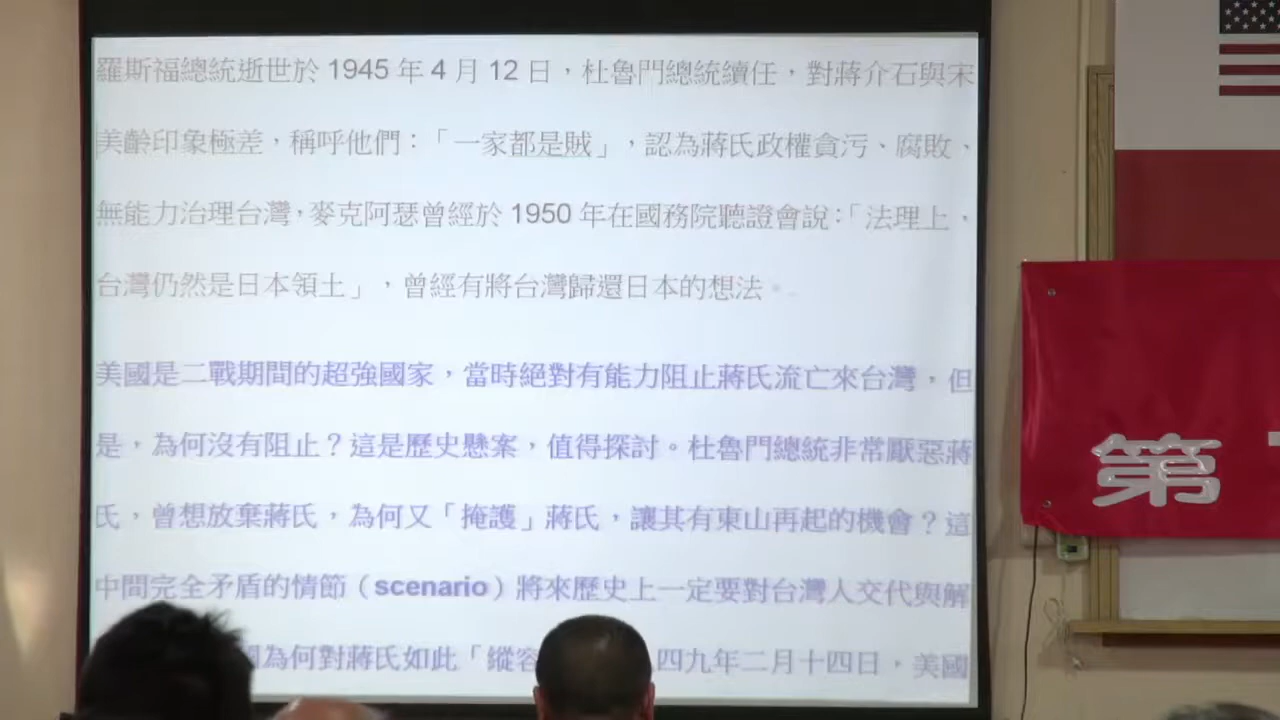 羅斯福總統逝世於 1945 年 4 月 12 日，杜魯門總統續任，對蔣介石與宋
美齡印象極差，稱呼他們：「一家都是賊」，認為蔣氏政權貪污、腐敗、
無能力治理台灣，麥克阿瑟曾經於 1950 年在國務院聽證會說：「法理上，
台灣仍然是日本領土」，曾經有將台灣歸還日本的想法。
美國是二戰期間的超強國家，當時絕對有能力阻止蔣氏流亡來台灣，但
是，為何沒有阻止？這是歷史懸案，值得探討。杜魯門總統非常厭惡蔣
氏，曾想放棄蔣氏，為何又「掩護」蔣氏，讓其有東山再起的機會？這
中間完全矛盾的情節（scenario）將來歷史上一定要對台灣人交代與解
為何對蔣氏如此「縱容 四九年二月十四日，美國
第